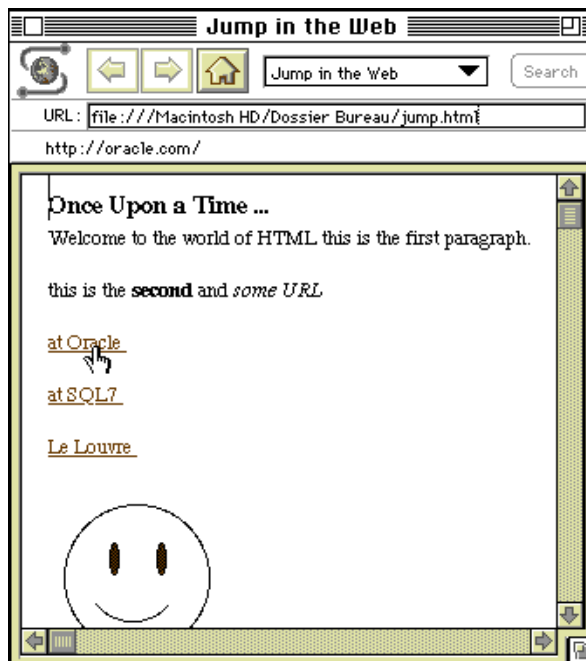 Jump in the Web
Jump in the Web Search
URL: file:///Macintosh HD/Dossier Bureau/jump.html
http://oracle.com/
Once Upon a Time ...
Welcome to the world of HTML this is the first paragraph.
this is the second and some URL
at Oracle
at SQL7
Le Louvre